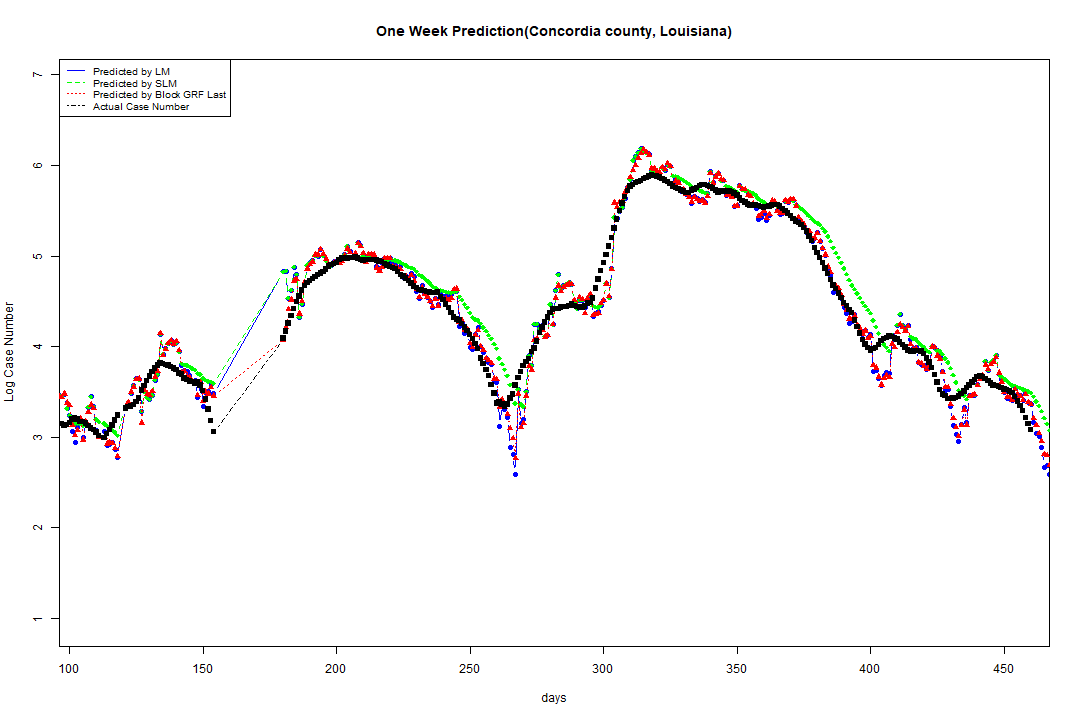 One Week Prediction(Concordia county, Louisiana)
Predicted by LM
Predicted by SLM
Predicted by Block GRF Last
Actual Case Number
7
6
5
4
3
2
1
Log Case Number
100 150 200 250 300 350 400 450
days